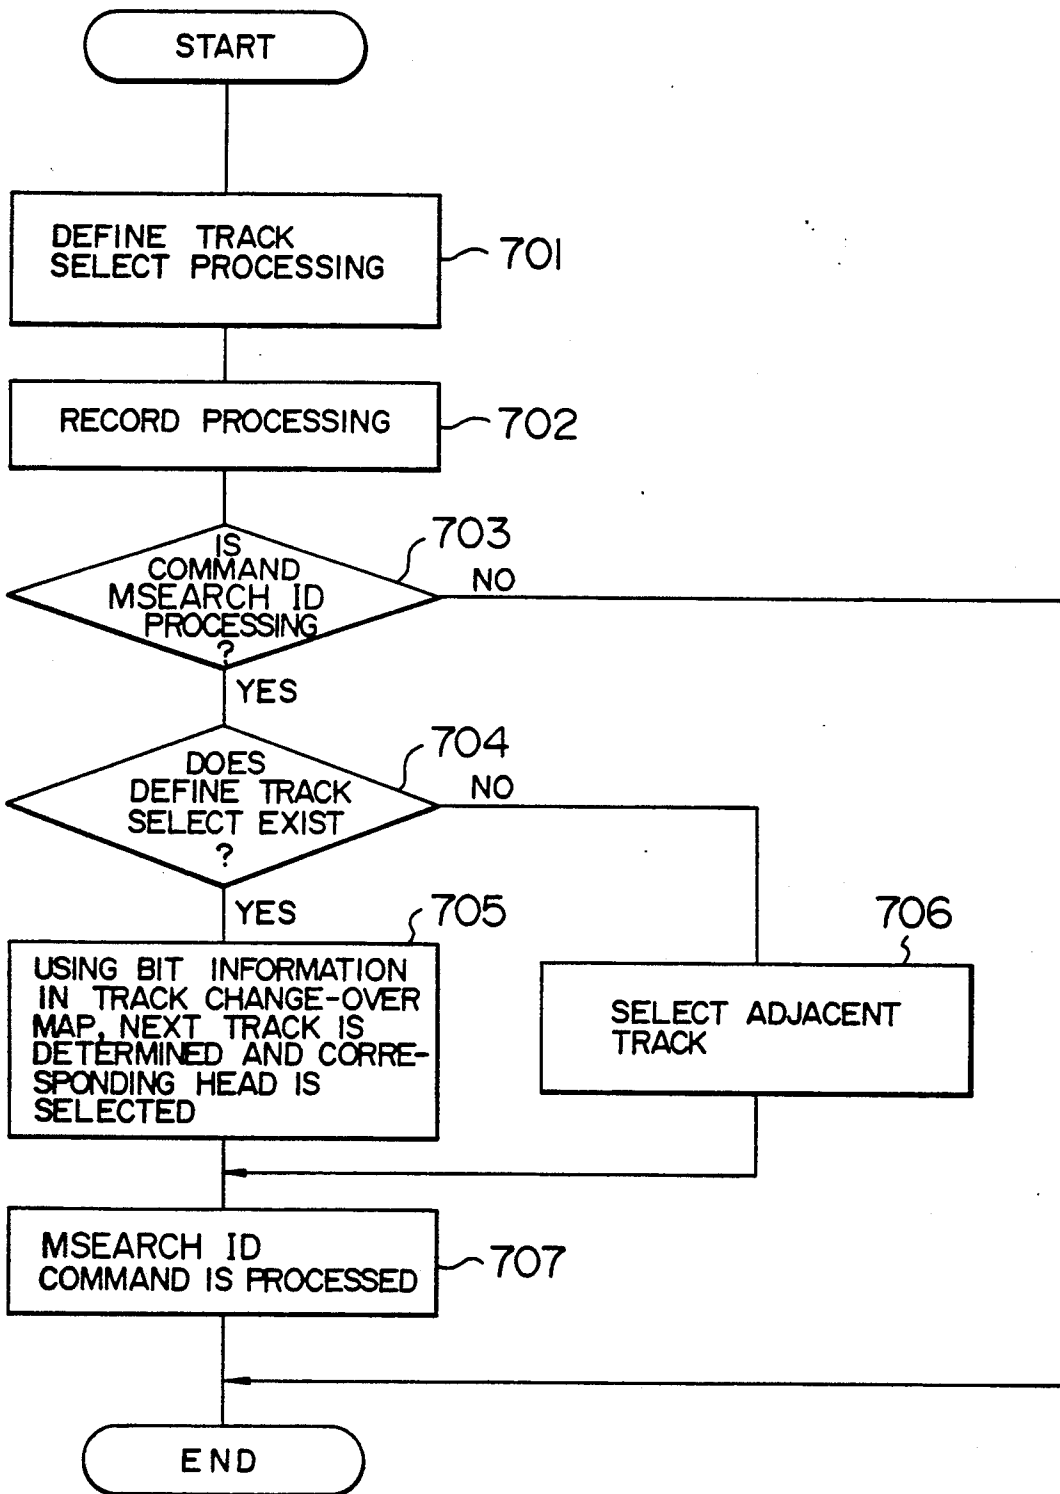 START
DEFINE TRACK
SELECT PROCESSING
701
RECORD PROCESSING
702
703
IS
COMMAND
MSEARCH ID
PROCESSING
?
NO
YES
704
DOES
DEFINE TRACK
SELECT EXIST
?
NO
YES
705
USING BIT INFORMATION
IN TRACK CHANGE-OVER
MAP, NEXT TRACK IS
DETERMINED AND CORRE-
SPONDING HEAD IS
SELECTED
706
SELECT ADJACENT
TRACK
MSEARCH ID
COMMAND IS PROCESSED
707
END